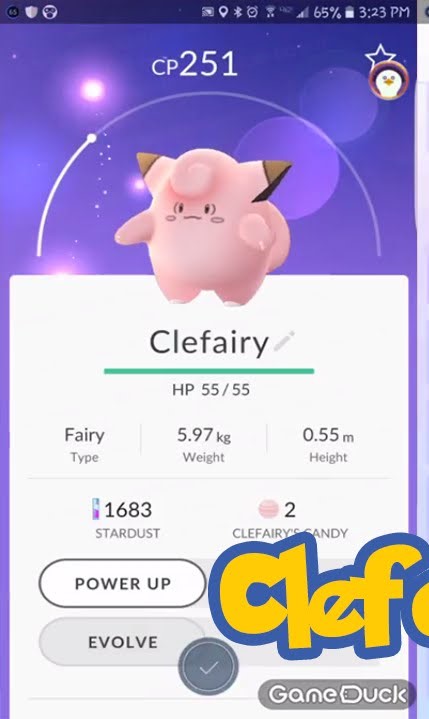 65% 3:23 PM
CP251
Clefairy
HP 55/55
Fairy
Type
5.97 kg
Weight
0.55 m
Height
1683
STARDUST
2
CLEFAIRY'S CANDY
POWER UP
Clefa
EVOLVE
GameDuck